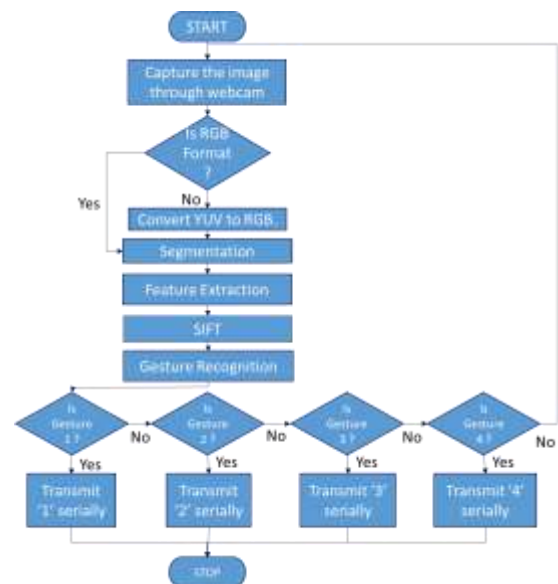 START
Capture the image
through webcam
Is RGB
Format
?
Yes
No
Convert YUV to RGB
Segmentation
Feature Extraction
SIFT
Gesture Recognition
Is
Gesture
1 ?
No
Is
Gesture
2 ?
No
Is
Gesture
3 ?
No
Is
Gesture
4 ?
No
Yes
Yes
Yes
Yes
Transmit
'1' serially
Transmit
'2' serially
Transmit '3'
serially
Transmit '4'
serially
STOP